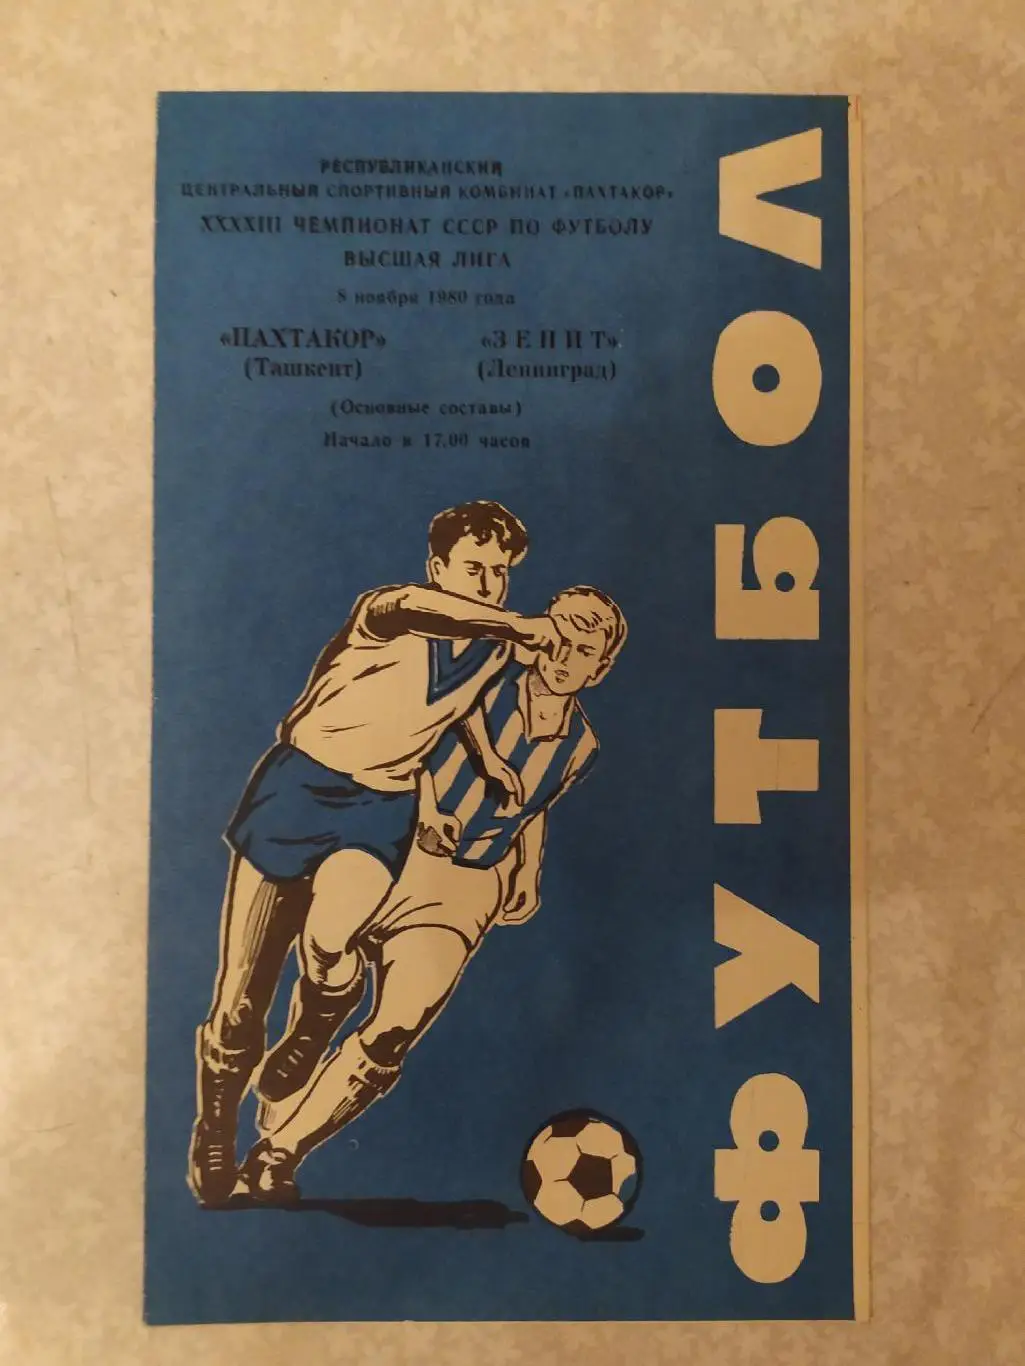 РЕСПУБЛИКАНСКИЙ
ЦЕНТРАЛЬНЫЙ СПОРТИВНЫЙ КОМБИНАТ «ПАХТАКОР»
XXXXIII ЧЕМПИОНАТ СССР ПО ФУТБОЛУ
ВЫСШАЯ ЛИГА
8 ноября 1980 года
«ПАХТАКОР» «ЗЕНИТ»
(Ташкент) (Ленинград)
(Основные составы)
Начало в 17.00 часов
ФУТБОЛ